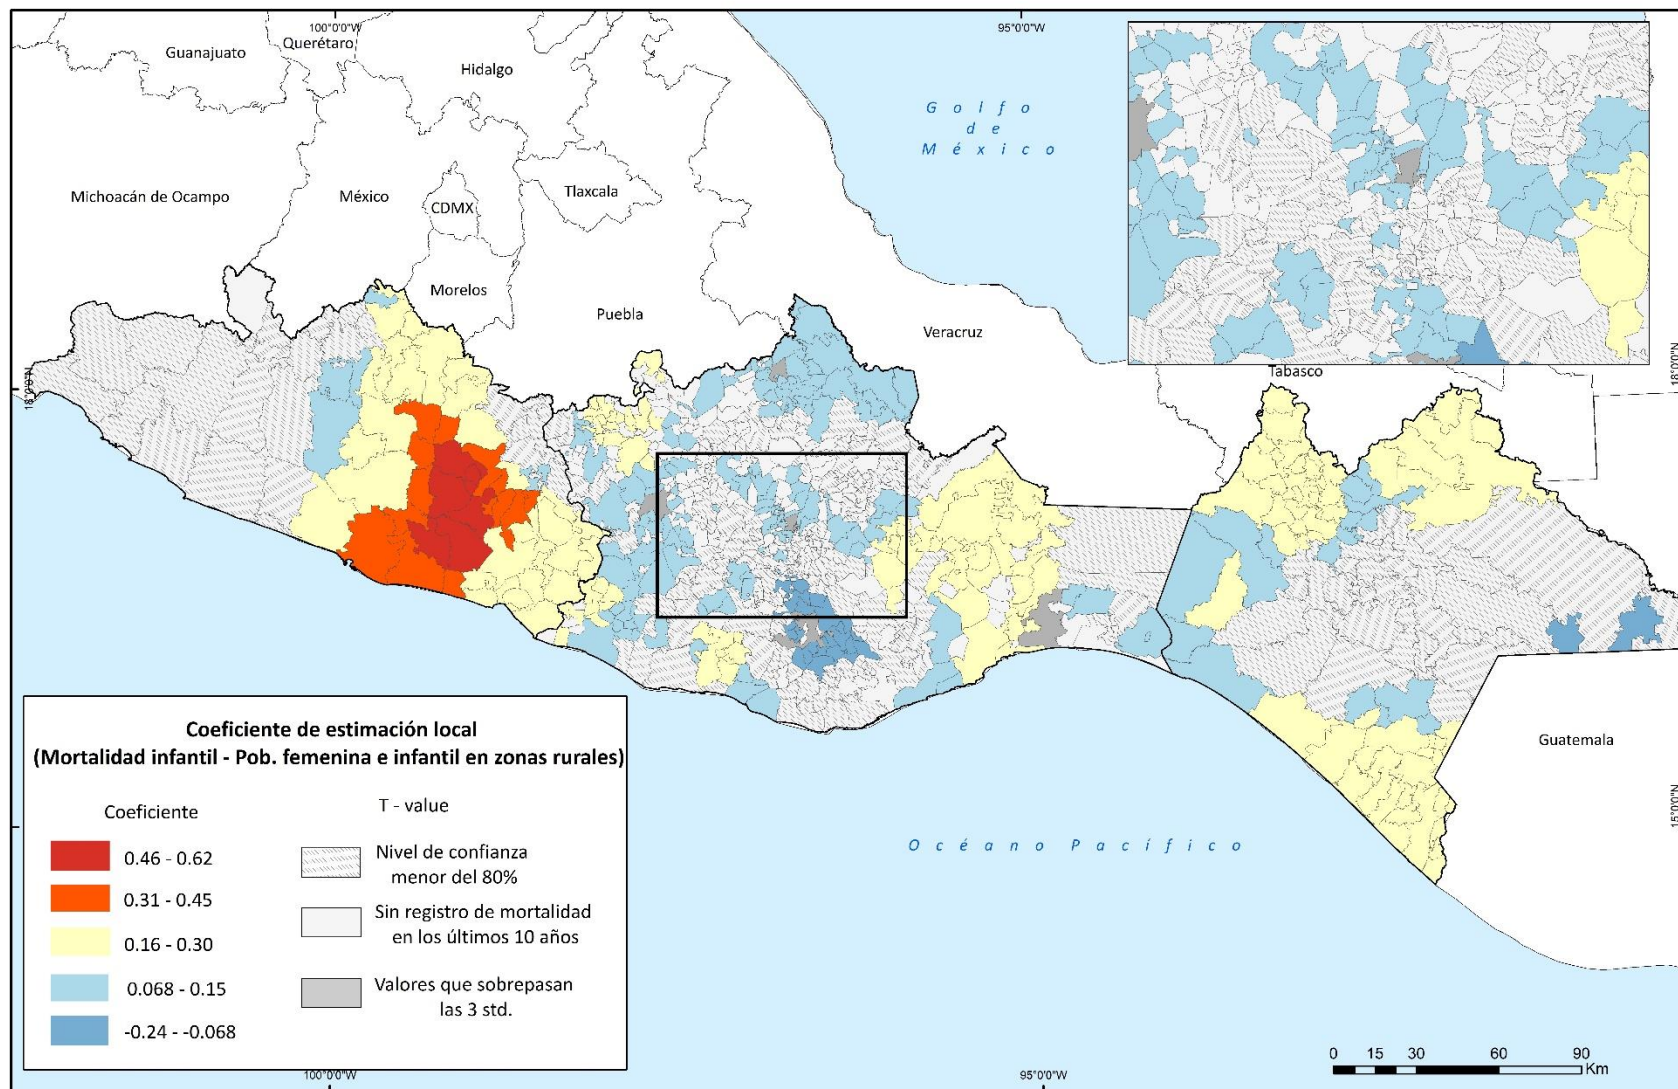 100°0'0"W
95°0'0"W
Guanajuato
Querétaro
Hidalgo
Golfo
de
México
Michoacán de Ocampo
México
CDMX
Tlaxcala
Morelos
Puebla
Veracruz
Tabasco
18°0'0"N
18°0'0"N
Guatemala
15°0'0"N
Océano Pacífico
Coeficiente de estimación local
(Mortalidad infantil - Pob. femenina e infantil en zonas rurales)
Coeficiente
T - value
0.46 - 0.62
0.31 - 0.45
0.16 - 0.30
0.068 - 0.15
-0.24 - -0.068
Nivel de confianza
menor del 80%
Sin registro de mortalidad
en los últimos 10 años
Valores que sobrepasan
las 3 std.
0 15 30 60 90
Km
100°0'0"W
95°0'0"W